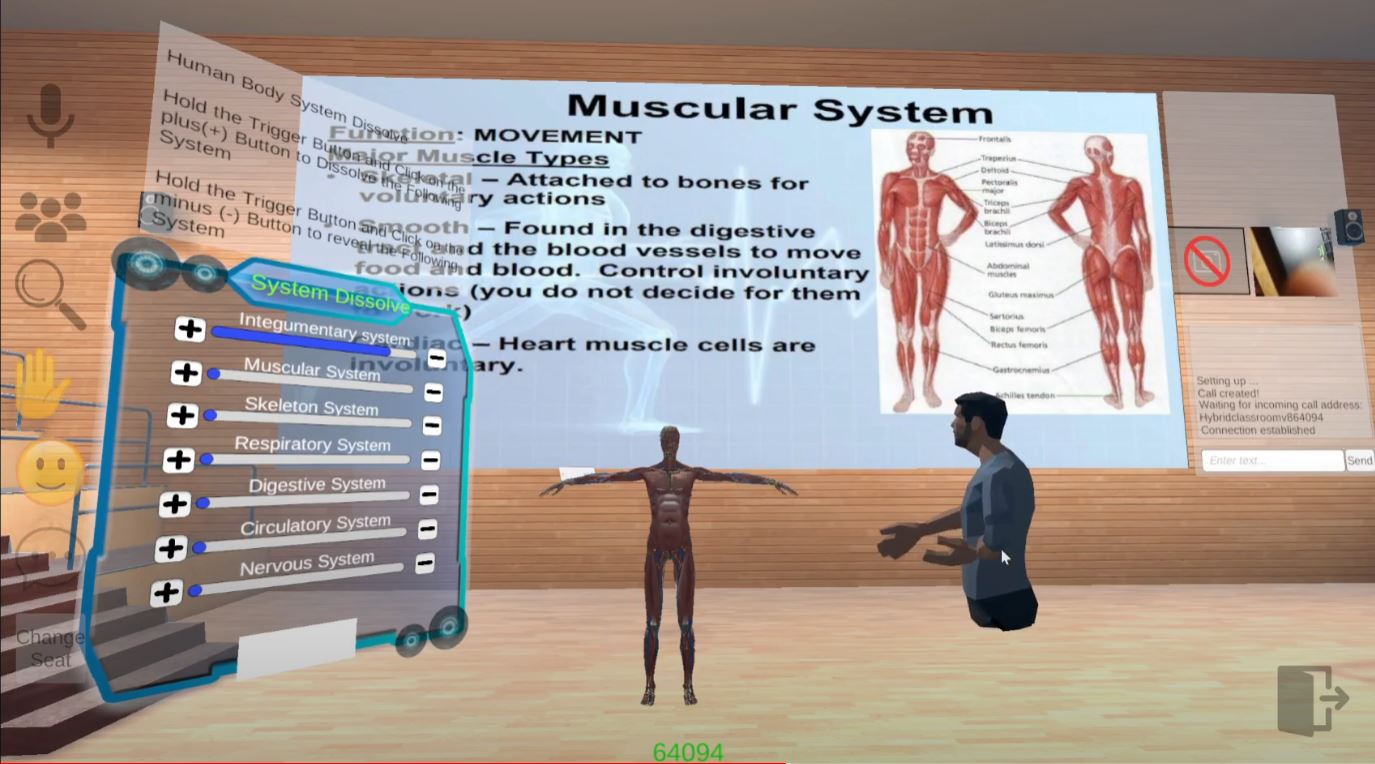 Human Body System Dissolve
Hold the Trigger Button and Click on the
plus(+) Button to Dissolve the Following
System
Hold the Trigger Button and Click on the
minus (-) Button to reveal the Following
System
Muscular System
Function: MOVEMENT
Major Muscle Types
Skeletal – Attached to bones for
voluntary actions
Smooth – Found in the digestive
the blood vessels to move
food and blood. Control involuntary
actions (you do not decide for them
– Heart muscle cells are
involuntary.
Frontalis
Trapezius
Deltoid
Pectoralis
major
Triceps
brachii
Biceps
brachii
Latissimus dorsi
Abdominal
muscles
Gluteus maximus
Sartorius
Biceps femoris
Rectus femoris
Gastrocnemius
Achilles tendon
System Dissolve
Integumentary system
Muscular System
Skeleton System
Respiratory System
Digestive System
Circulatory System
Nervous System
Change
Seat
Setting up ...
Call created!
Waiting for incoming call address:
Hybridclassroomv864094
Connection established
Enter text...
Send
64094